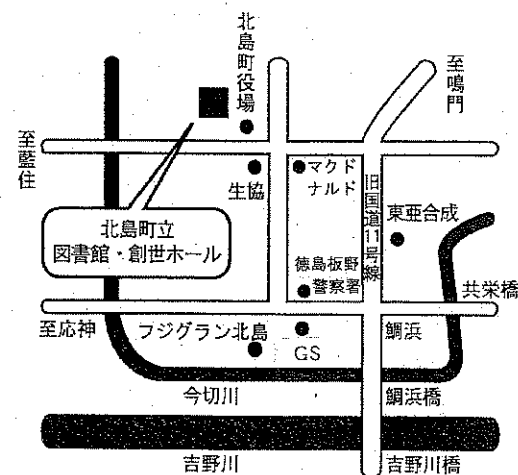 北島町役場
至鳴門
至藍住
生協
マクド
ナルド
旧国道11号線
東亜合成
北島町立
図書館・創世ホール
徳島板野
警察署
共栄橋
至応神
フジグラン北島
GS
鯛浜
今切川
鯛浜橋
吉野川
吉野川橋